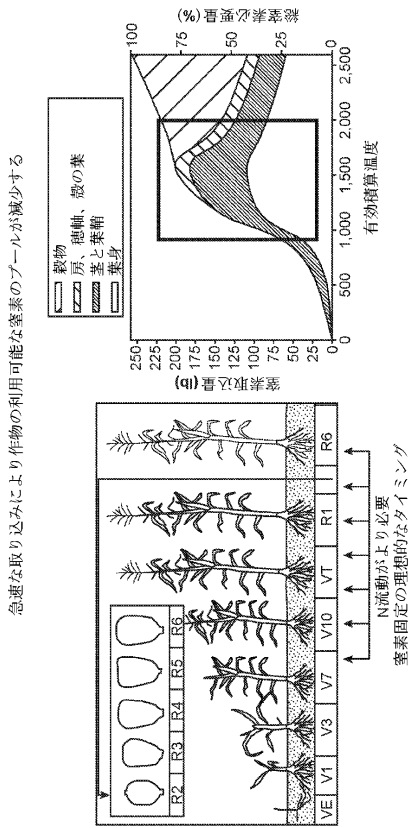 急速な取り込みにより作物の利用可能な窒素のプールが減少する
R2 R3 R4 R5 R6
VE V1 V3 V7 V10 VT R1 R6
N流動がより必要
窒素固定の理想的なタイミング
穀物
房、穂軸、殻の葉
茎と葉鞘
葉身
窒素取込量 (lb)
250
225
200
175
150
125
100
75
50
25
0
総窒素必要量 (%)
100
75
50
25
0 500 1,000 1,500 2,000 2,500
有効積算温度